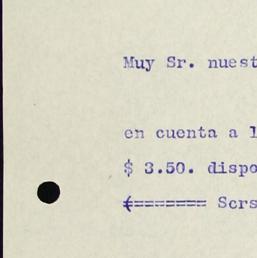 Muy Sr. nuest
en cuenta a l
$ 3.50. dispo
(======= Scrs